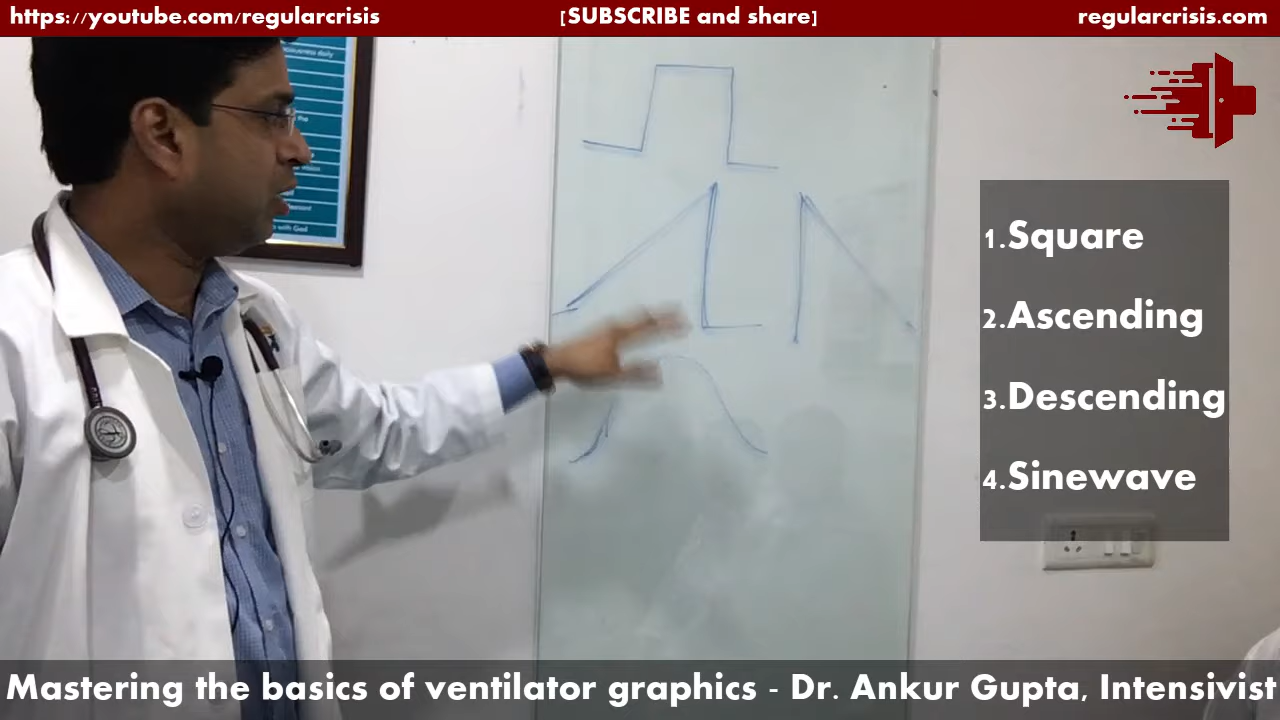 https://youtube.com/regularcrisis
[SUBSCRIBE and share]
regularcrisis.com
1.Square
2.Ascending
3.Descending
4.Sinewave
Mastering the basics of ventilator graphics - Dr. Ankur Gupta, Intensivist